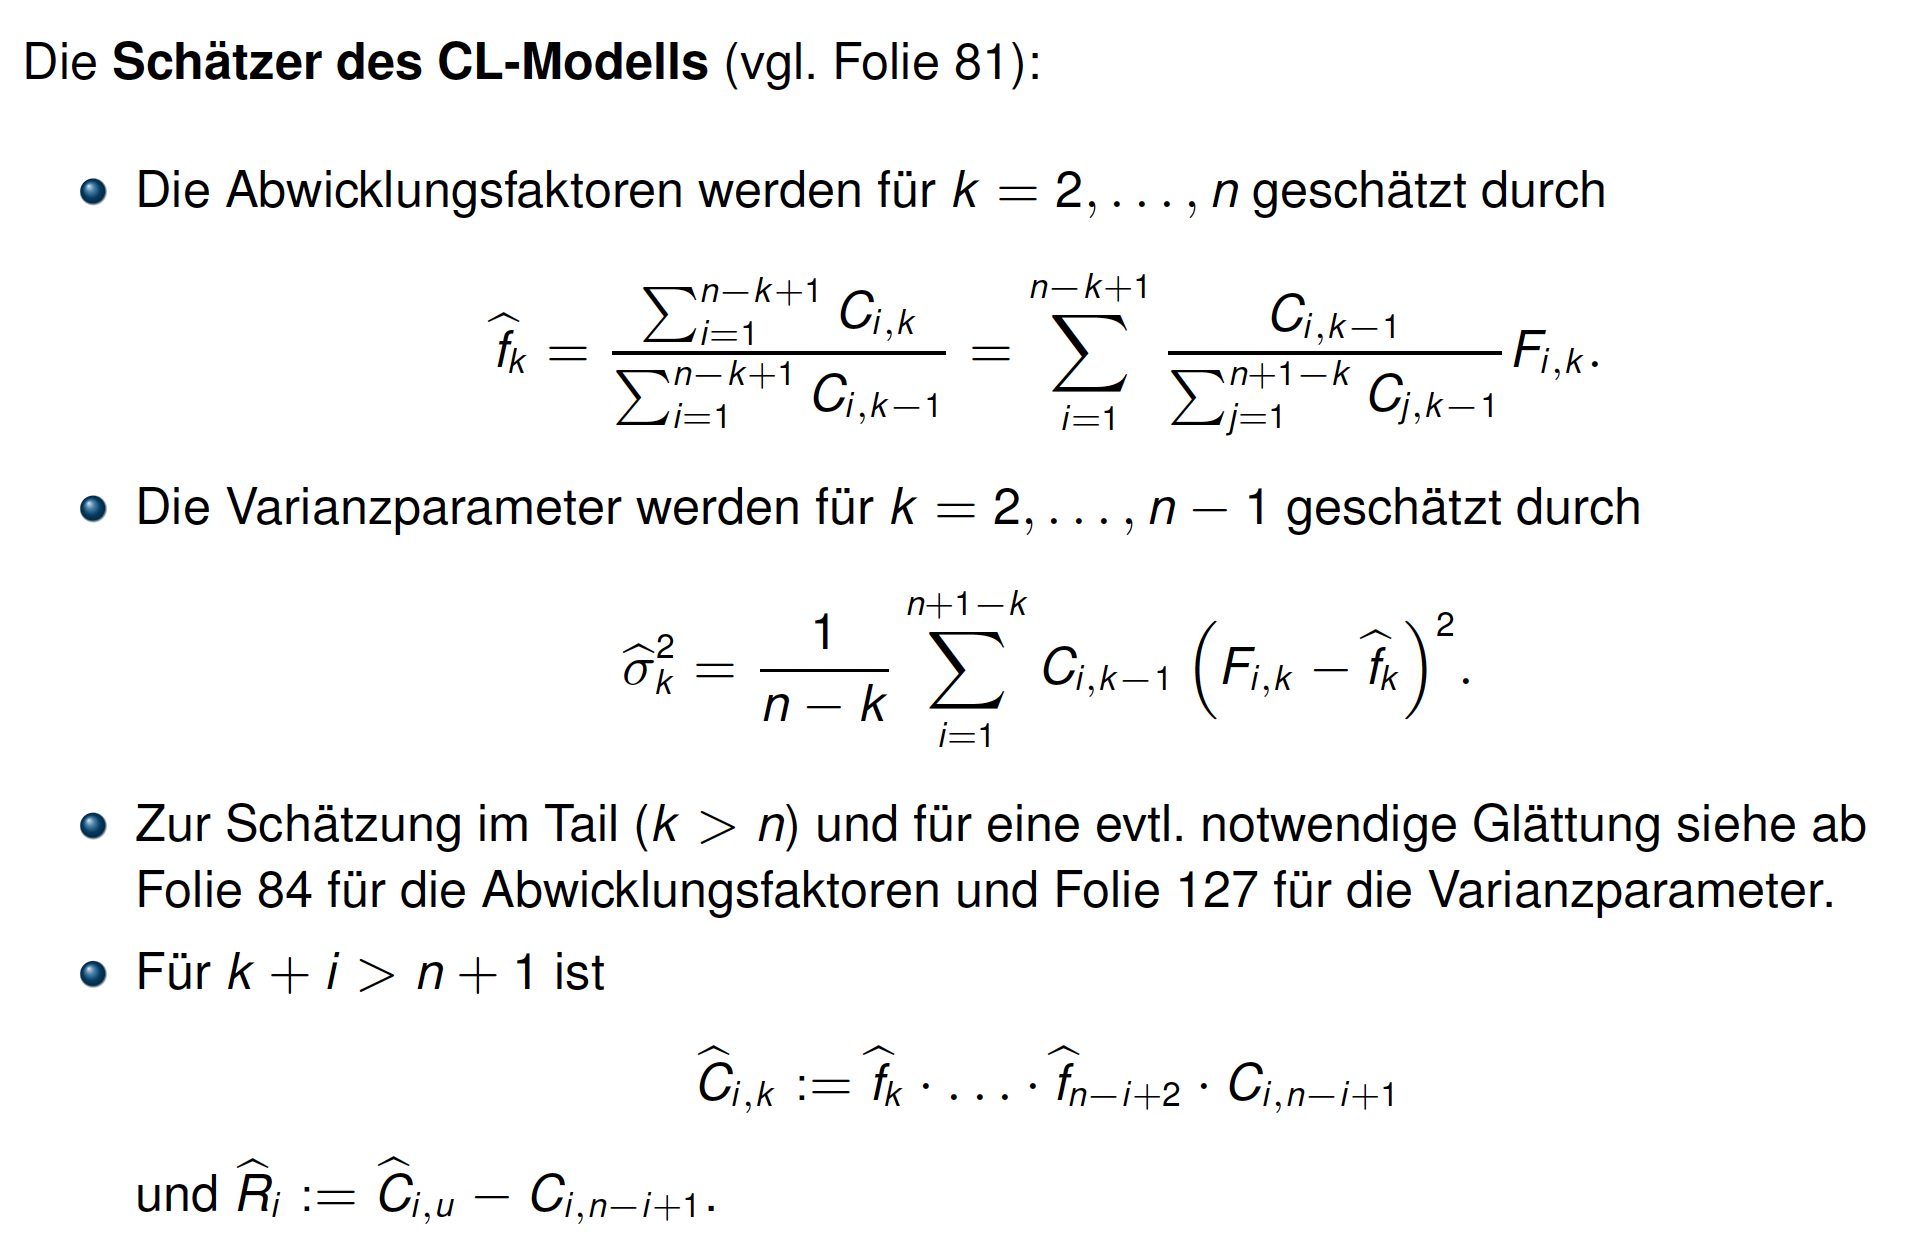 Die Schätzer des CL-Modells (vgl. Folie 81):
Die Abwicklungsfaktoren werden für $k = 2, \ldots, n$ geschätzt durch
$\widehat{f}_k = \frac{\sum_{i=1}^{n-k+1} C_{i,k}}{\sum_{i=1}^{n-k+1} C_{i,k-1}} = \sum_{i=1}^{n-k+1} \frac{C_{i,k-1}}{\sum_{j=1}^{n+1-k} C_{j,k-1}} F_{i,k}.$
Die Varianzparameter werden für $k = 2, \ldots, n-1$ geschätzt durch
$\widehat{\sigma}_k^2 = \frac{1}{n-k} \sum_{i=1}^{n+1-k} C_{i,k-1} \left( F_{i,k} - \widehat{f}_k \right)^2.$
Zur Schätzung im Tail ($k > n$) und für eine evtl. notwendige Glättung siehe ab
Folie 84 für die Abwicklungsfaktoren und Folie 127 für die Varianzparameter.
Für $k + i > n + 1$ ist
$\widehat{C}_{i,k} := \widehat{f}_k \cdot \ldots \cdot \widehat{f}_{n-i+2} \cdot C_{i,n-i+1}$
und $\widehat{R}_i := \widehat{C}_{i,u} - C_{i,n-i+1}.$